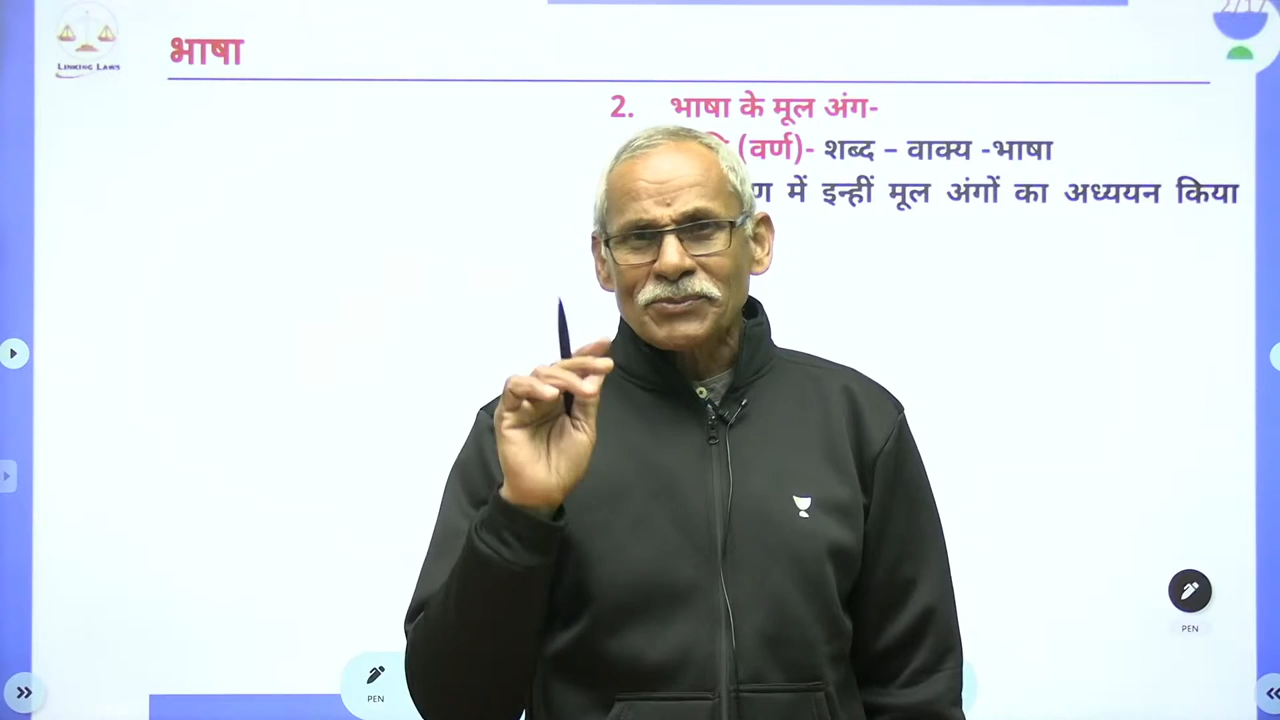 LINKING LAWS
भाषा
2. भाषा के मूल अंग-
(वर्ण)- शब्द – वाक्य -भाषा
में इन्हीं मूल अंगों का अध्ययन किया
PEN
PEN